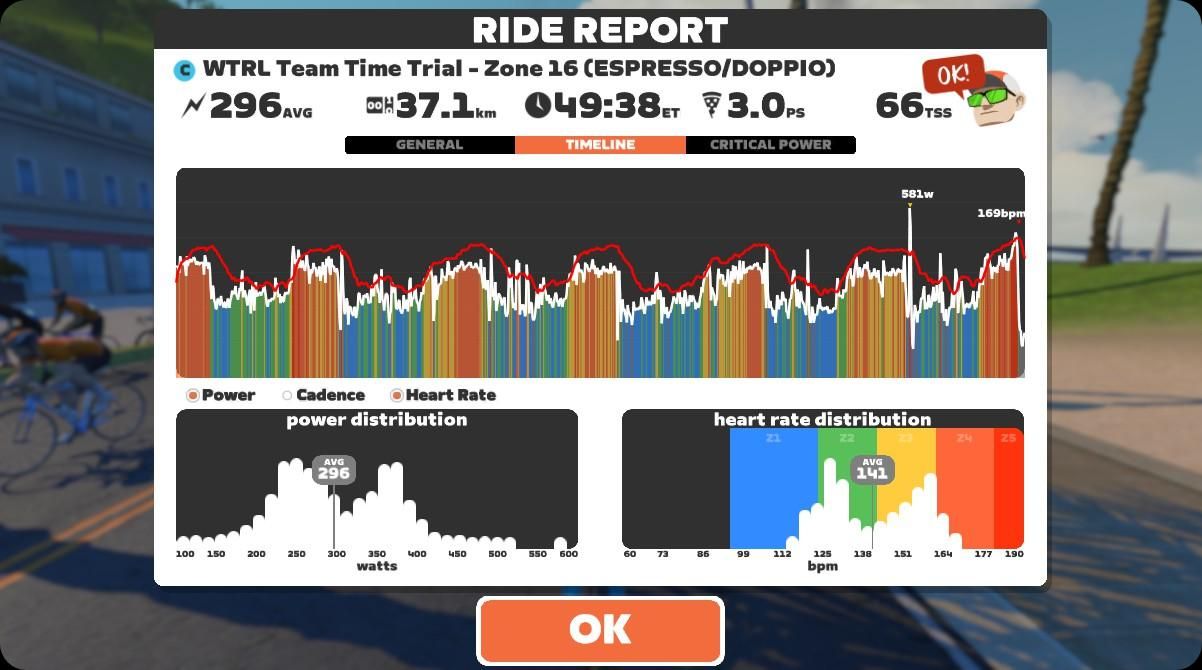 RIDE REPORT
C WTRL Team Time Trial - Zone 16 (ESPRESSO/DOPPIO)
OK!
296AVG 37.1km 49:38ET 3.0PS 66TSS
GENERAL TIMELINE CRITICAL POWER
581w
169bpm
Power Cadence Heart Rate
power distribution
AVG
296
100 150 200 250 300 350 400 450 500 550 600
watts
heart rate distribution
Z1 Z2 Z3 Z4 Z5
AVG
141
60 73 86 99 112 125 138 151 164 177 190
bpm
OK